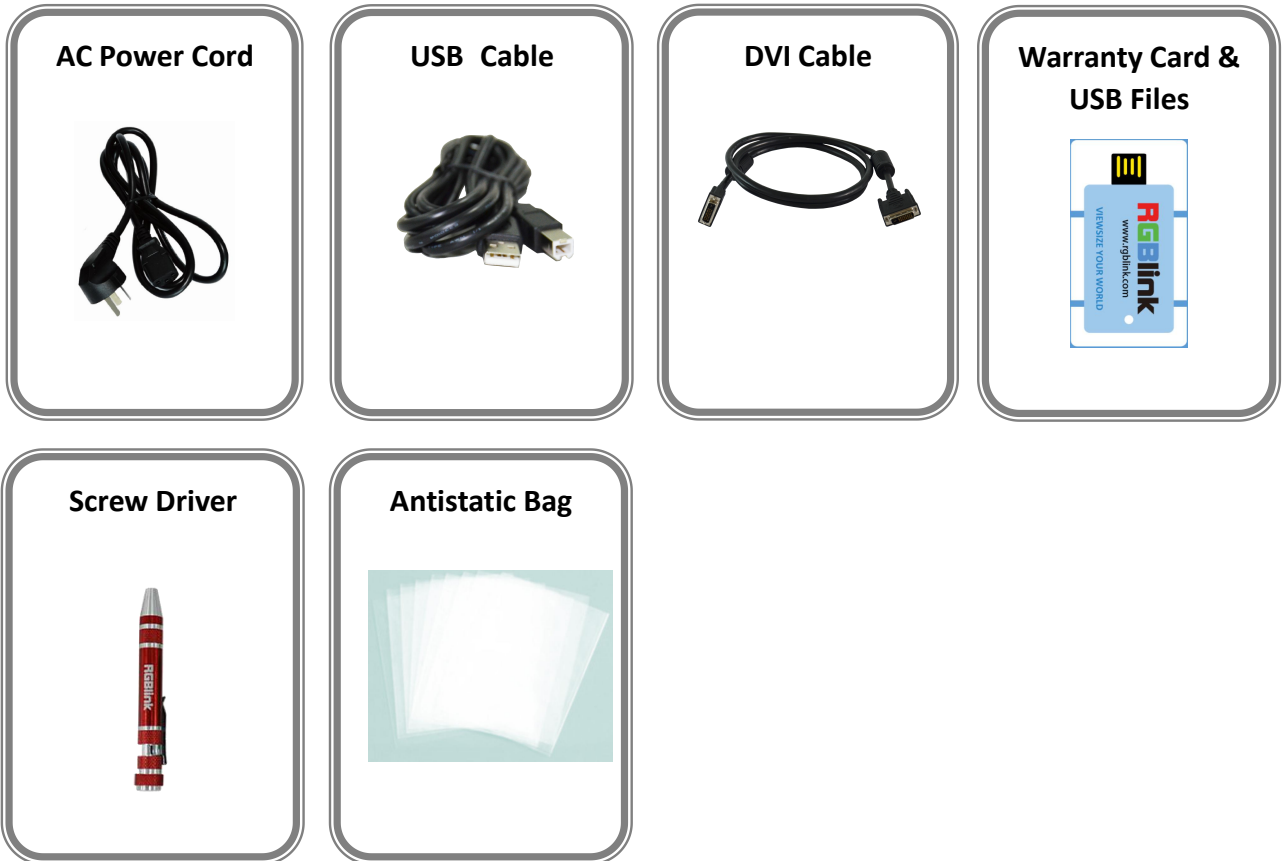 AC Power Cord
USB Cable
DVI Cable
Warranty Card &
USB Files
RGBlink
www.rgblink.com
VIEWSIZE YOUR WORLD
Screw Driver
RGBlink
Antistatic Bag